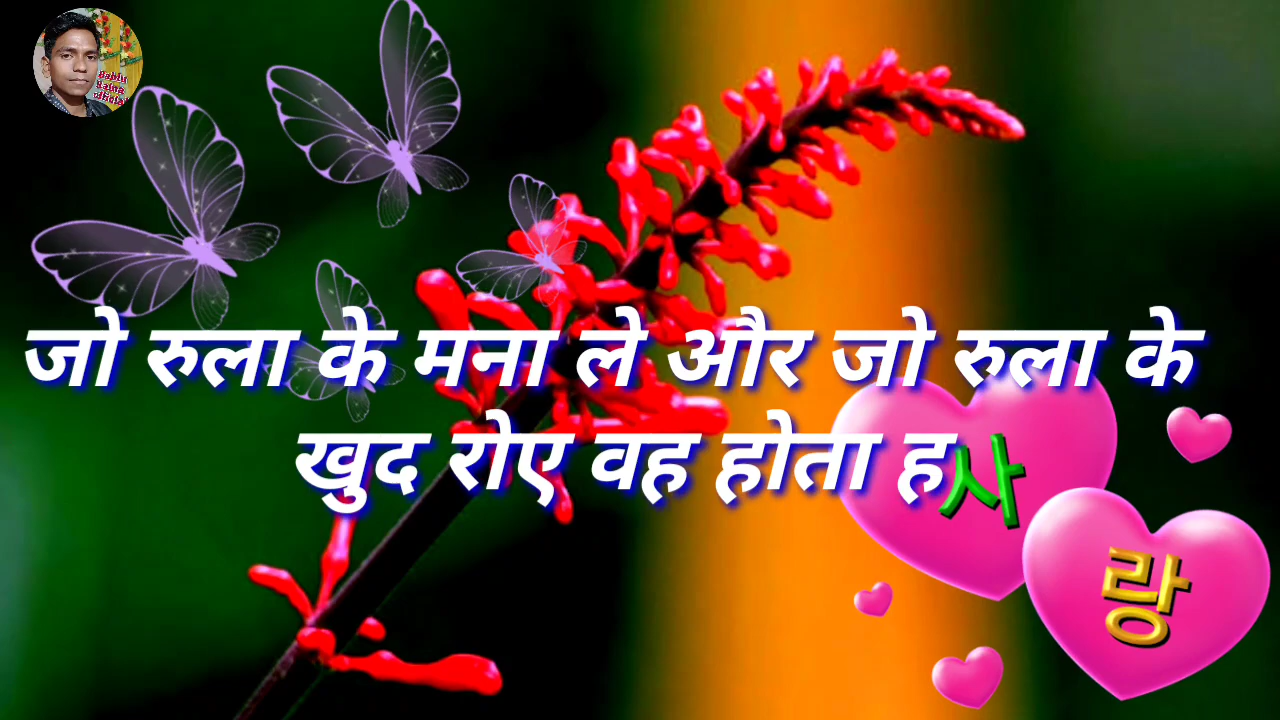 जो रुला के मना ले और जो रुला के
खुद रोए वह होता ह
사
랑